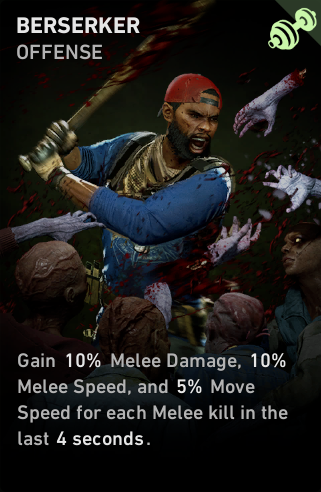 BERSERKER
OFFENSE
Gain 10% Melee Damage, 10%
Melee Speed, and 5% Move
Speed for each Melee kill in the
last 4 seconds.